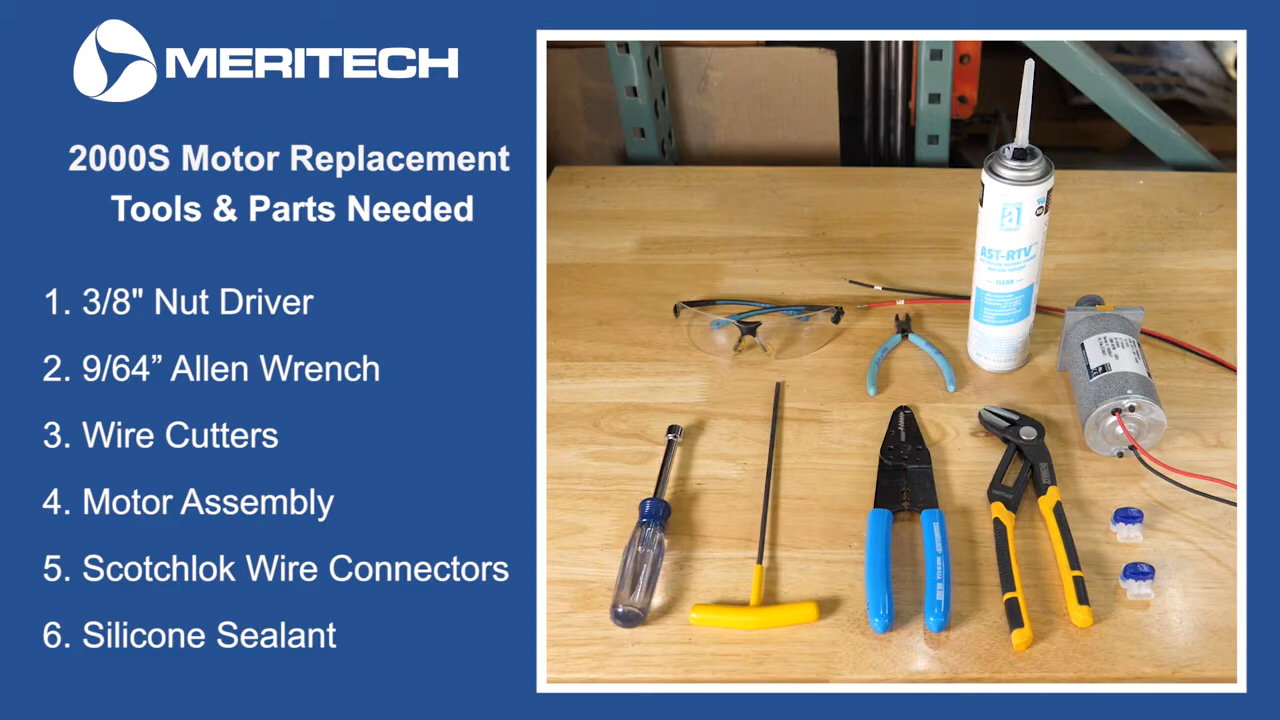 MERITECH
2000S Motor Replacement
Tools & Parts Needed
1. 3/8" Nut Driver
2. 9/64” Allen Wrench
3. Wire Cutters
4. Motor Assembly
5. Scotchlok Wire Connectors
6. Silicone Sealant
a
AST-RTV
CLEAR